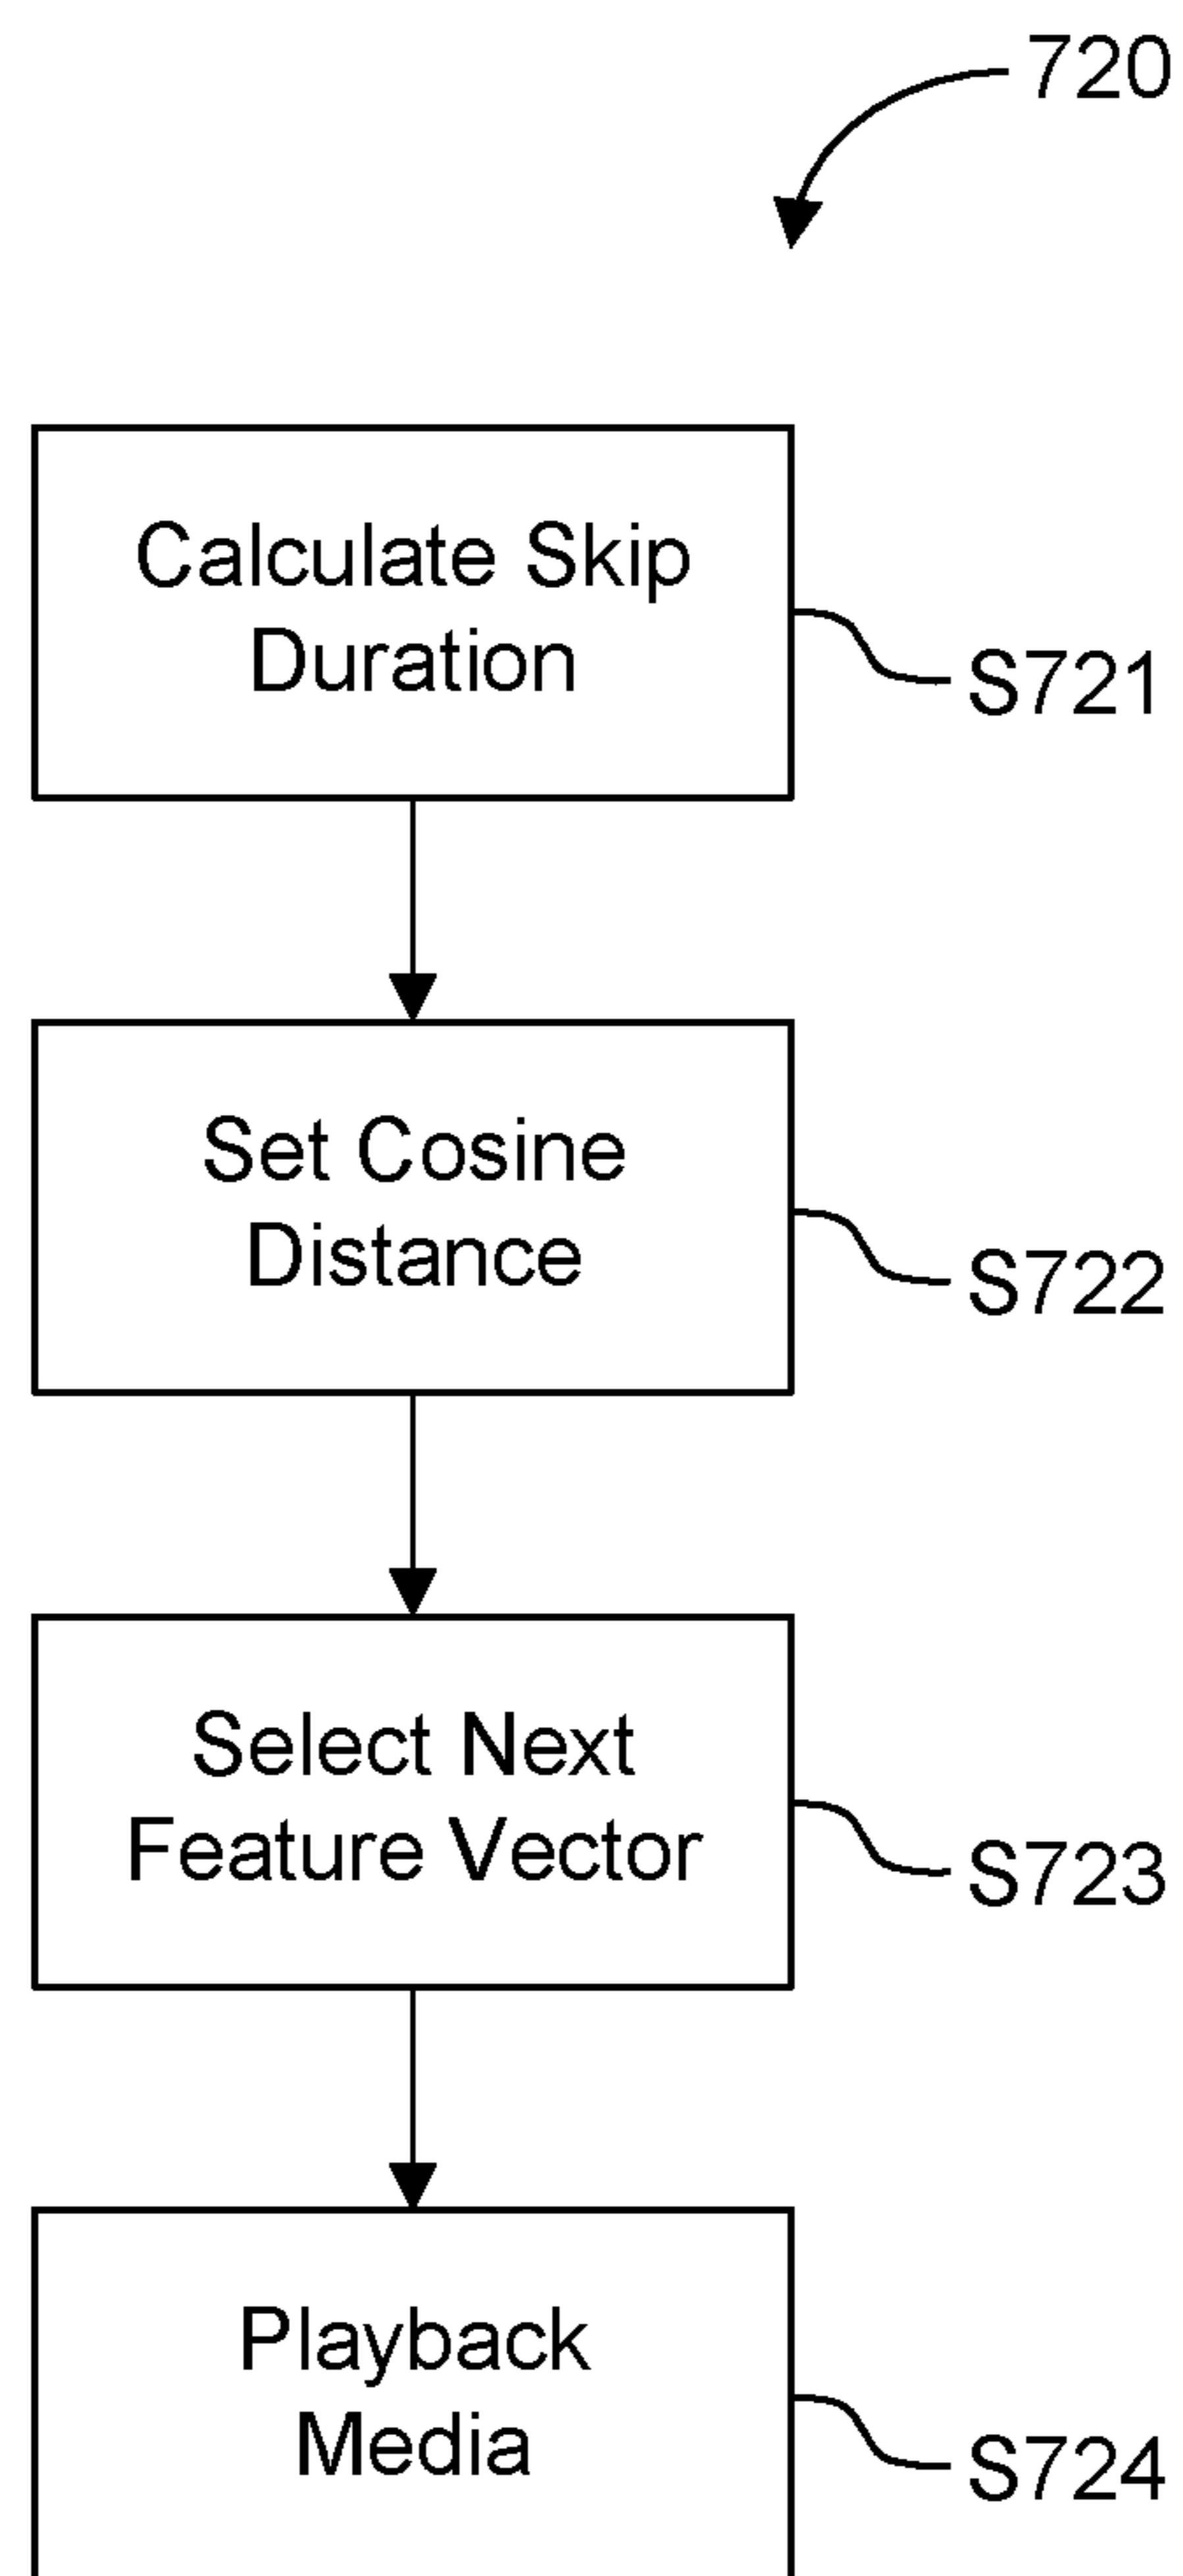 720
Calculate Skip
Duration
S721
Set Cosine
Distance
S722
Select Next
Feature Vector
S723
Playback
Media
S724